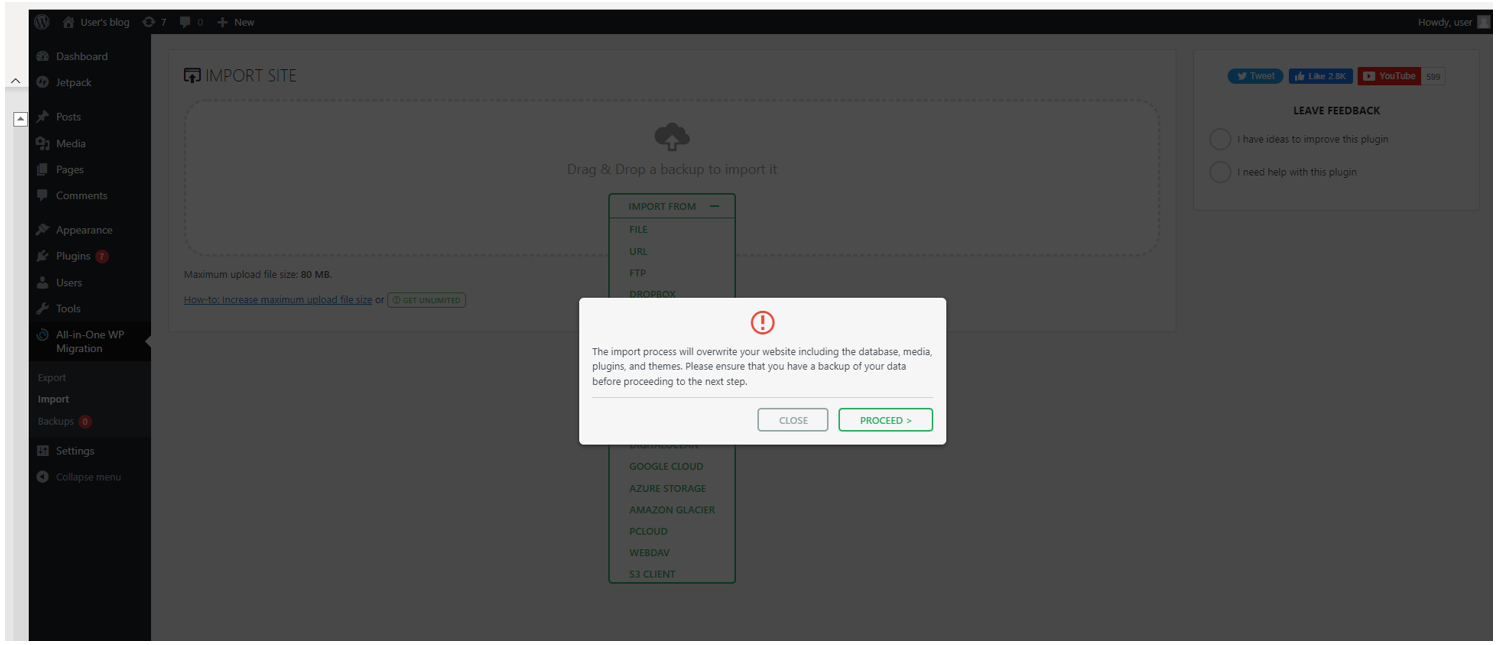 User's blog 7 0 New
Howdy, user
Dashboard
Jetpack
Posts
Media
Pages
Comments
Appearance
Plugins 7
Users
Tools
All-in-One WP
Migration
Export
Import
Backups 0
Settings
Collapse menu
IMPORT SITE
Drag & Drop a backup to import it
IMPORT FROM
FILE
URL
FTP
DROPBOX
Maximum upload file size: 80 MB.
How-to: Increase maximum upload file size or GET UNLIMITED
The import process will overwrite your website including the database, media,
plugins, and themes. Please ensure that you have a backup of your data
before proceeding to the next step.
CLOSE
PROCEED >
DIGITALOCEAN
GOOGLE CLOUD
AZURE STORAGE
AMAZON GLACIER
PCLOUD
WEBDAV
S3 CLIENT
Tweet Like 2.8K YouTube 599
LEAVE FEEDBACK
I have ideas to improve this plugin
I need help with this plugin